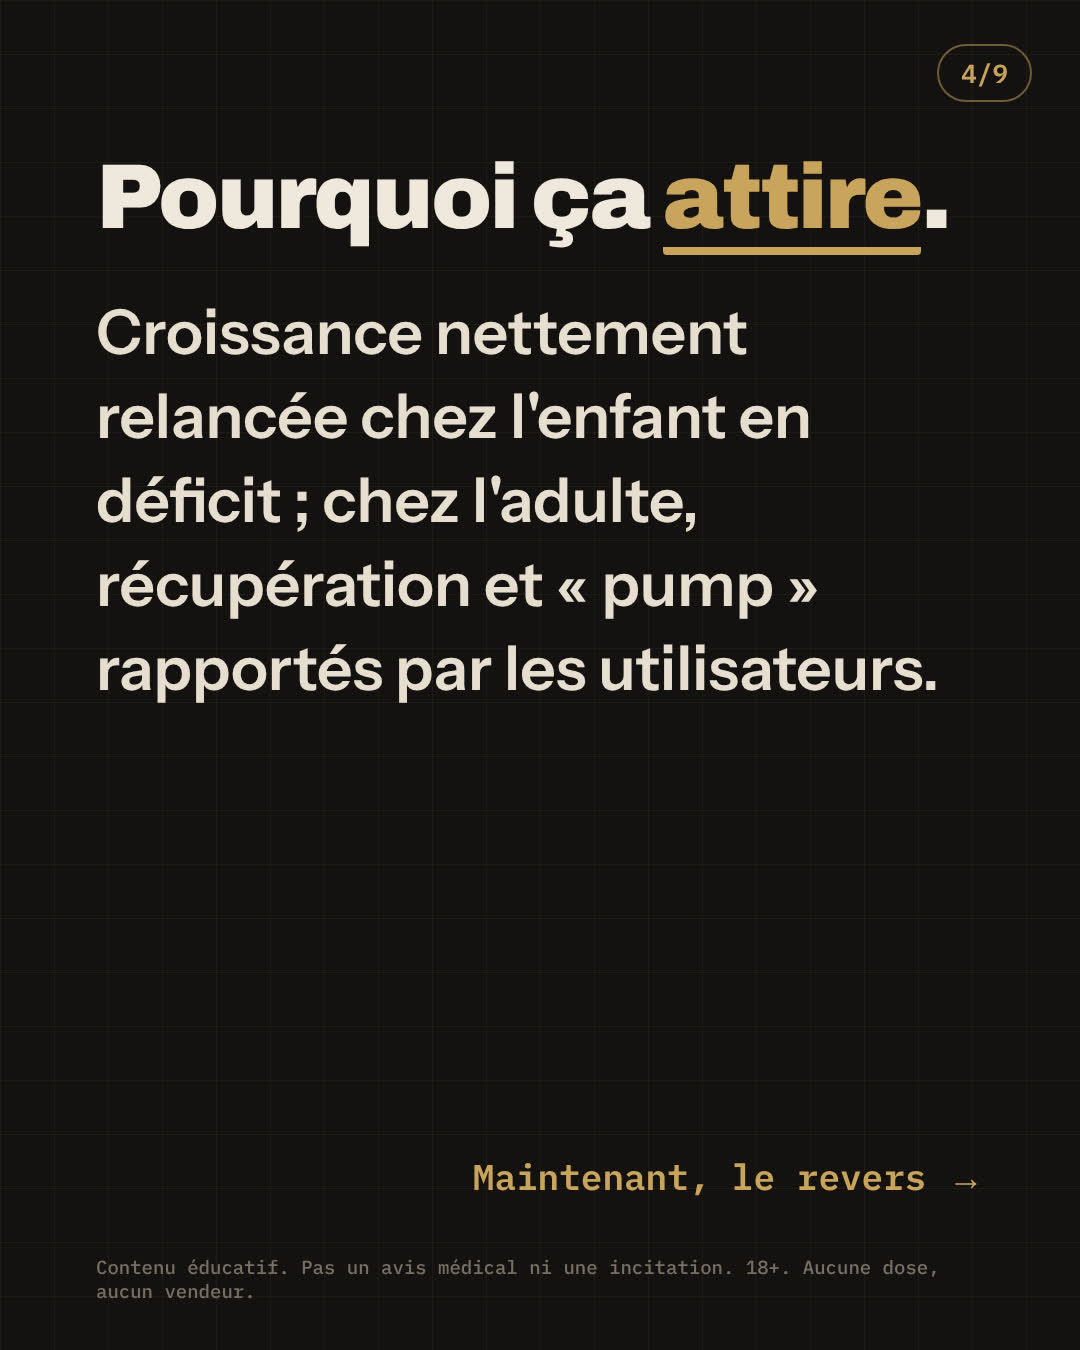 4/9
Pourquoi ça attire.
Croissance nettement
relancée chez l'enfant en
déficit ; chez l'adulte,
récupération et « pump »
rapportés par les utilisateurs.
Maintenant, le revers →
Contenu éducatif. Pas un avis médical ni une incitation. 18+. Aucune dose,
aucun vendeur.